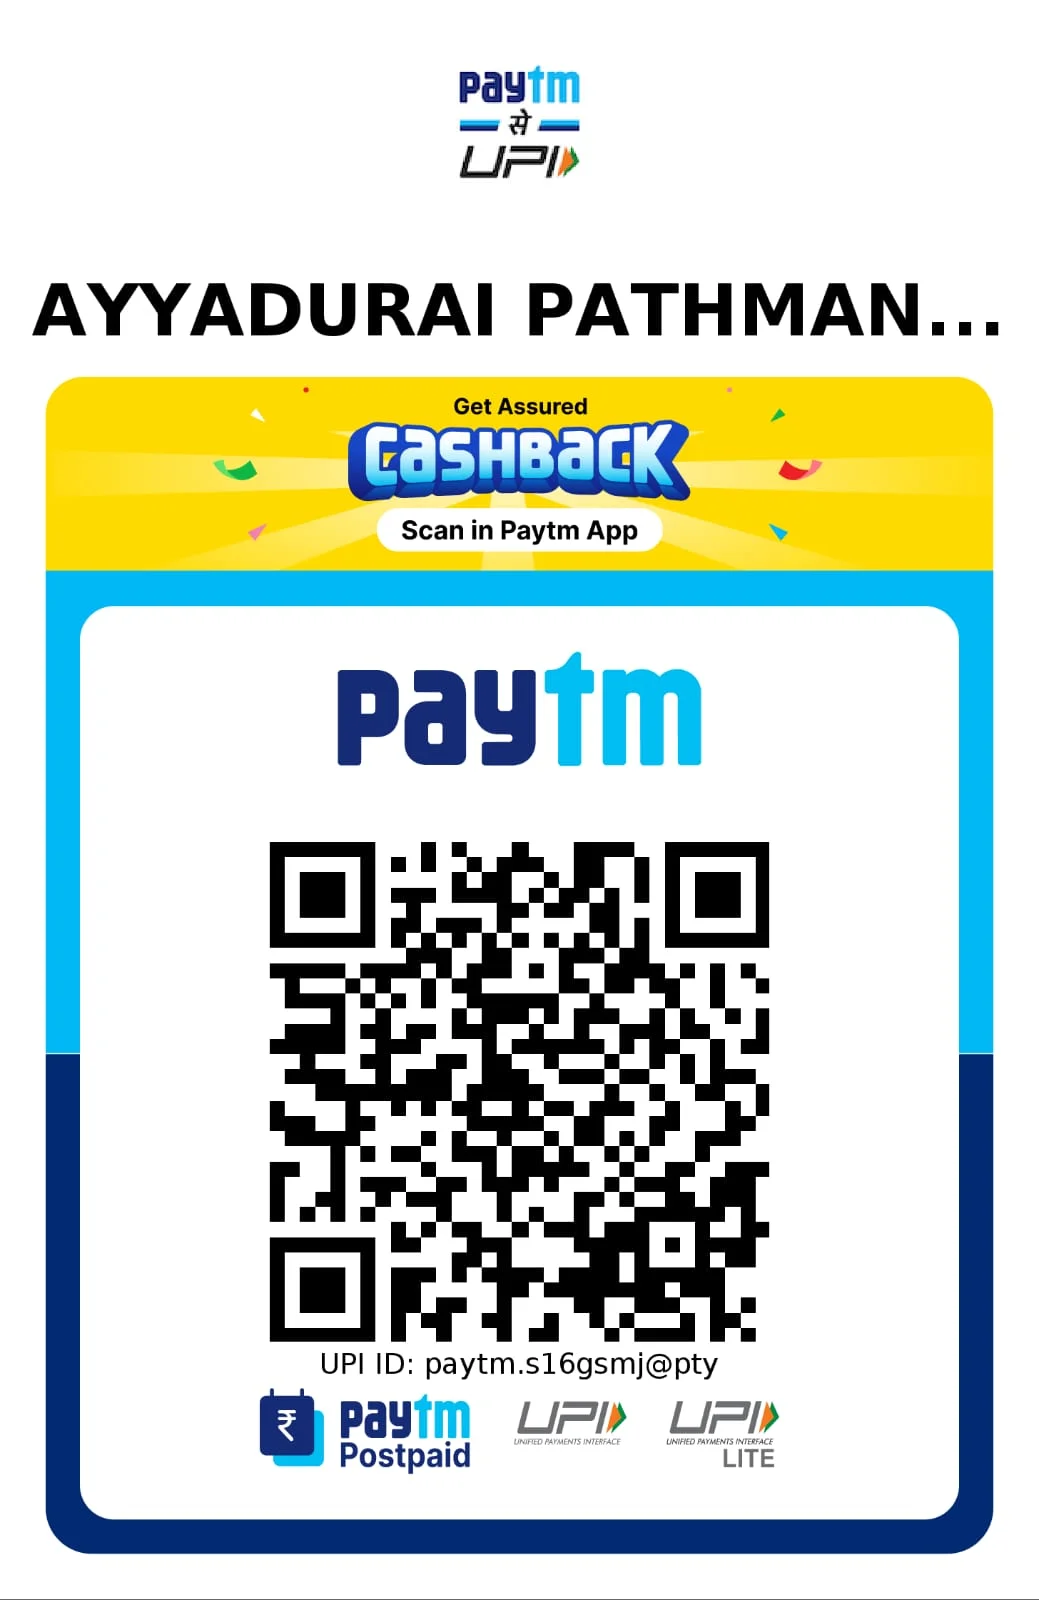 paytm
से
UPI
AYYADURAI PATHMAN...
Get Assured
CASHBACK
Scan in Paytm App
paytm
UPI ID: paytm.s16gsmj@pty
₹ paytm
Postpaid
UPI
UNIFIED PAYMENTS INTERFACE
UPI
UNIFIED PAYMENTS INTERFACE
LITE